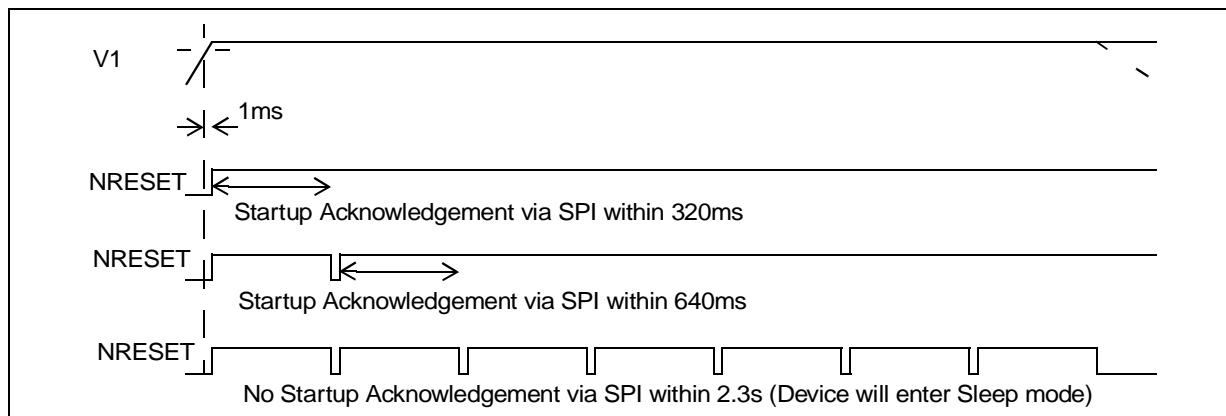 V1
1ms
NRESET
Startup Acknowledgement via SPI within 320ms
NRESET
Startup Acknowledgement via SPI within 640ms
NRESET
No Startup Acknowledgement via SPI within 2.3s (Device will enter Sleep mode)